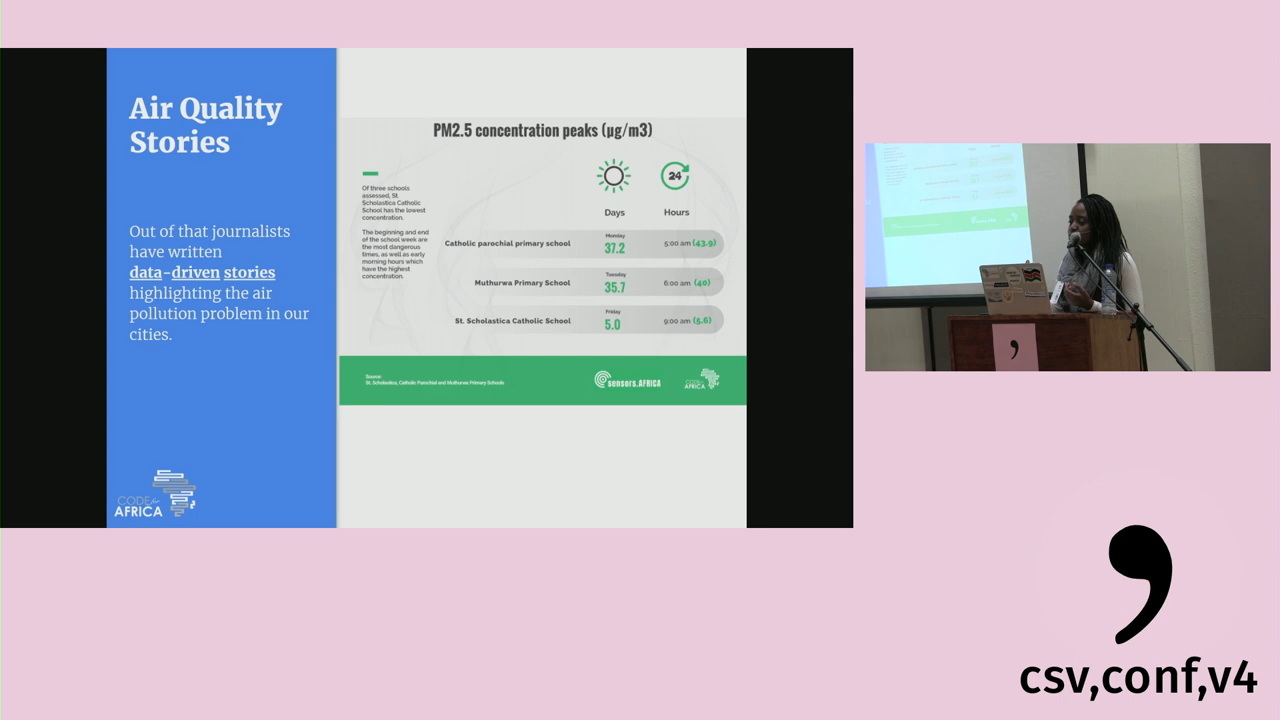 Air Quality
Stories
Out of that journalists
have written
data-driven stories
highlighting the air
pollution problem in our
cities.
CODE for
AFRICA
PM2.5 concentration peaks (µg/m3)
Of three schools
assessed, St.
Scholastica Catholic
School has the lowest
concentration.
The beginning and end
of the school week are
the most dangerous
times, as well as early
morning hours which
have the highest
concentration.
24
Days
Hours
Catholic parochial primary school
Monday
37.2
5:00 am (43.9)
Muthurwa Primary School
Tuesday
35.7
6:00 am (40)
St. Scholastica Catholic School
Friday
5.0
9:00 am (5.6)
Source:
St. Scholastica, Catholic Parochial and Muthurwa Primary Schools
sensors.AFRICA
CODE for
AFRICA
csv,conf,v4